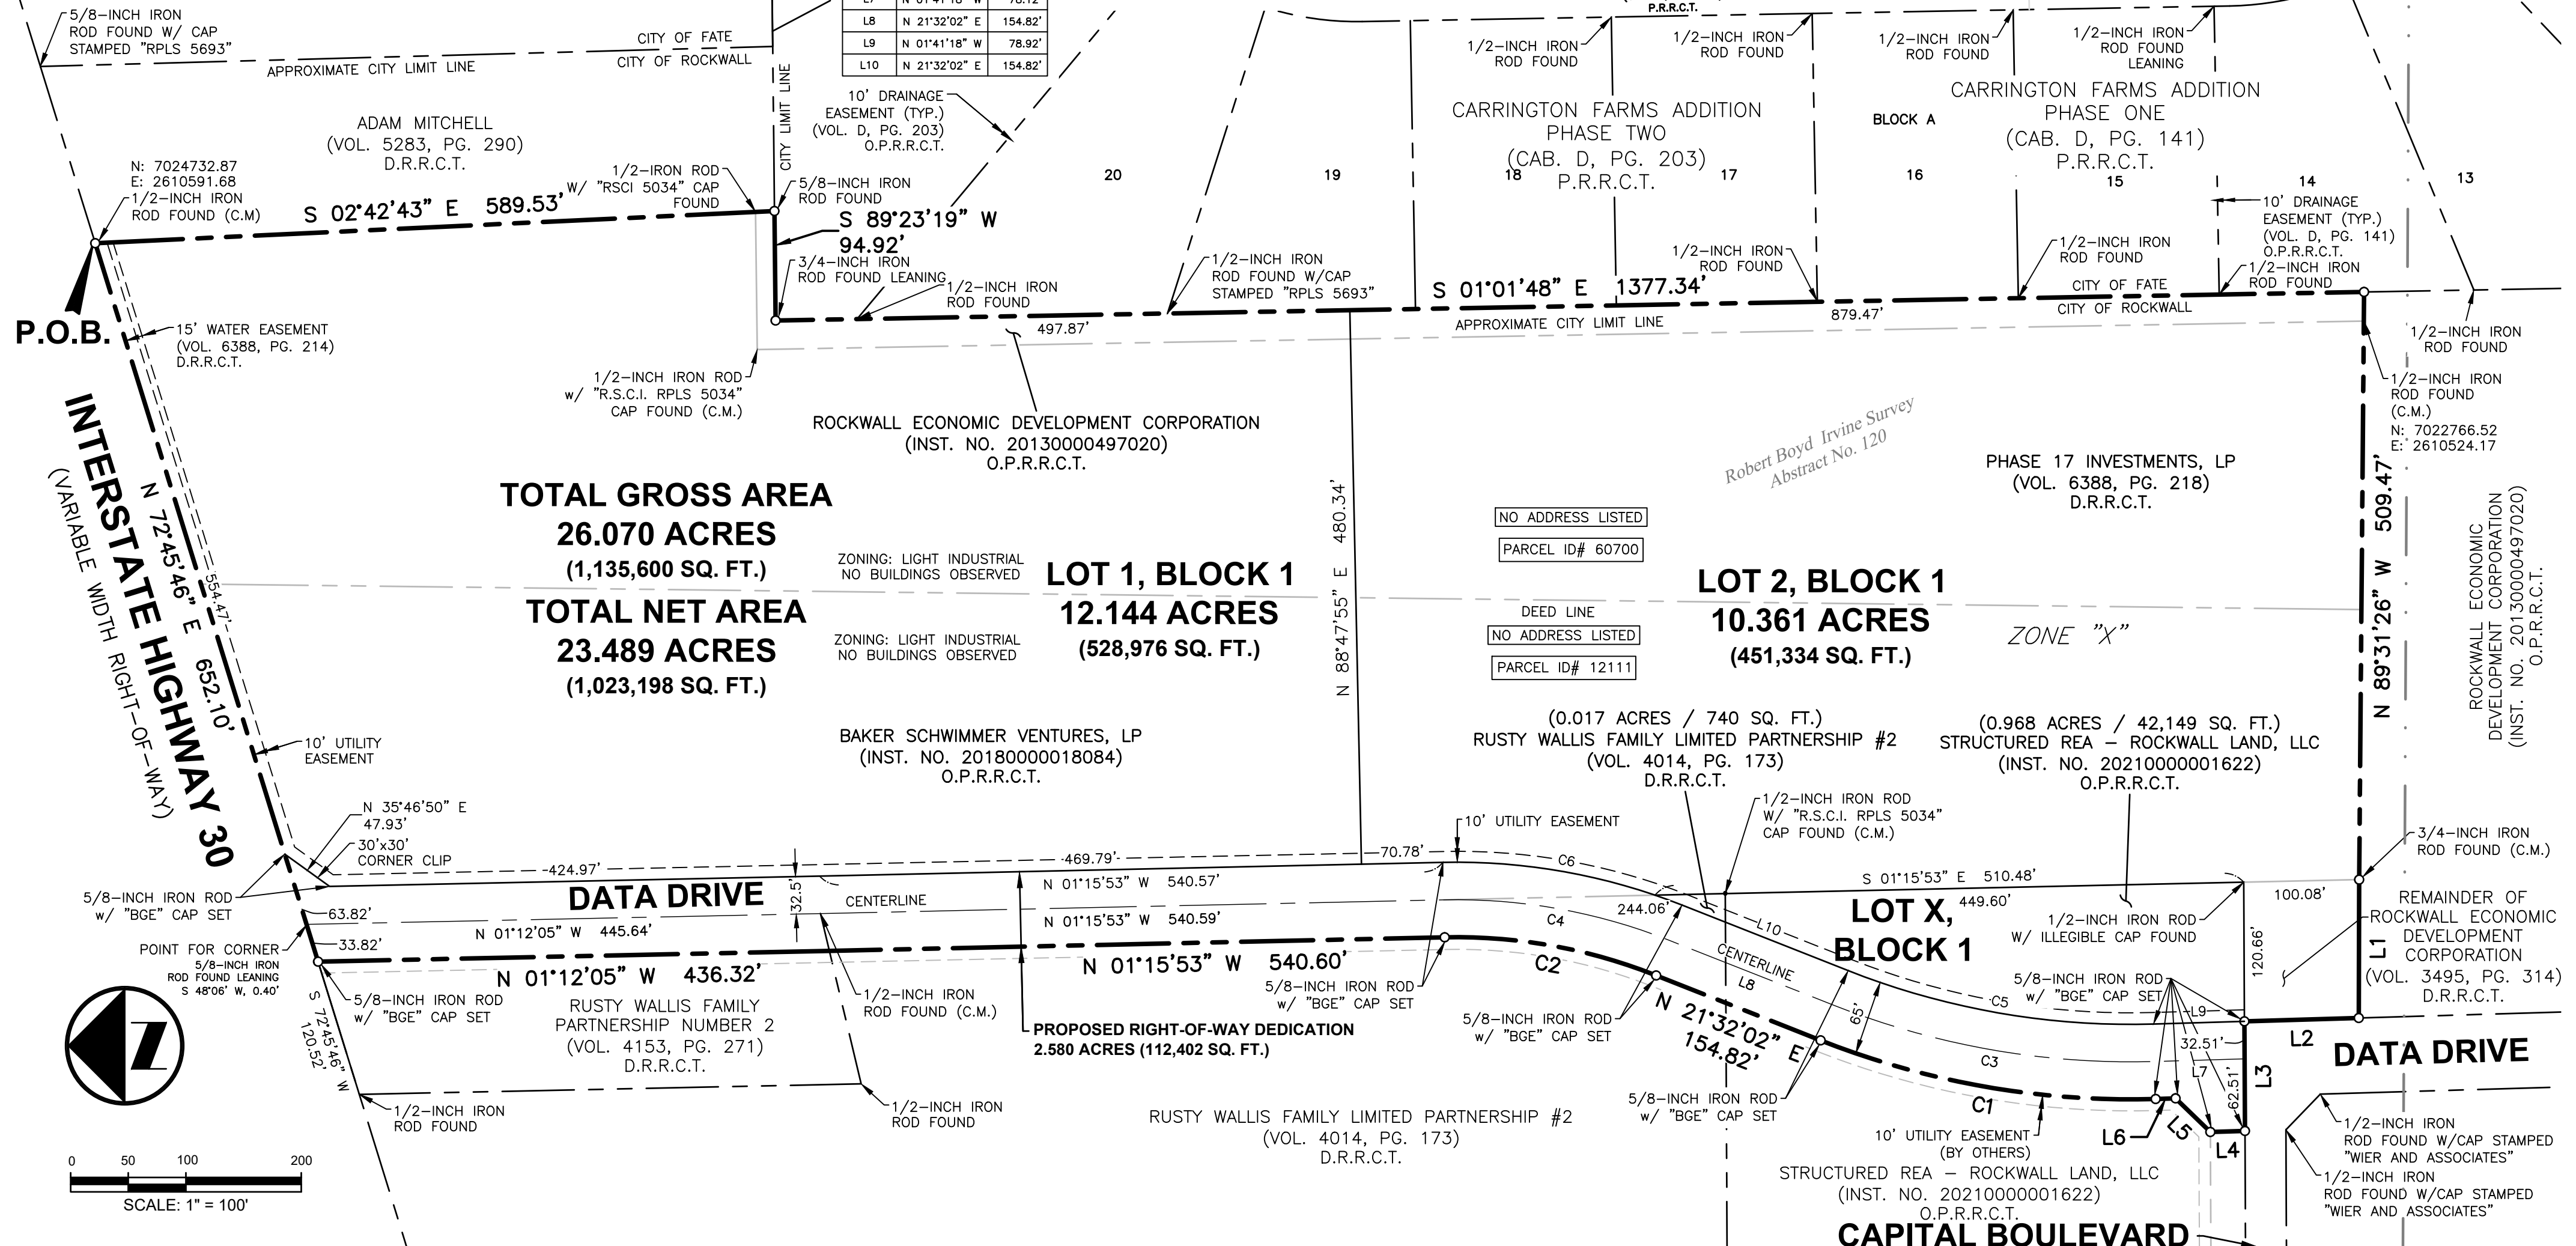 5/8-INCH IRON
ROD FOUND W/ CAP
STAMPED "RPLS 5693"
CITY OF FATE
CITY OF ROCKWALL
APPROXIMATE CITY LIMIT LINE
CITY LIMIT LINE
L8 N 21°32'02" E 154.82'
L9 N 01°41'18" W 78.92'
L10 N 21°32'02" E 154.82'
P.R.R.C.T.
10' DRAINAGE
EASEMENT (TYP.)
(VOL. D, PG. 203)
O.P.R.R.C.T.
1/2-INCH IRON
ROD FOUND
1/2-INCH IRON
ROD FOUND
1/2-INCH IRON
ROD FOUND
1/2-INCH IRON
ROD FOUND
LEANING
ADAM MITCHELL
(VOL. 5283, PG. 290)
D.R.R.C.T.
CARRINGTON FARMS ADDITION
PHASE TWO
(CAB. D, PG. 203)
P.R.R.C.T.
BLOCK A
CARRINGTON FARMS ADDITION
PHASE ONE
(CAB. D, PG. 141)
P.R.R.C.T.
20
19
18
17
16
15
14
13
N: 7024732.87
E: 2610591.68
1/2-INCH IRON
ROD FOUND (C.M)
S 02°42'43" E 589.53'
1/2-IRON ROD
W/ "RSCI 5034" CAP
FOUND
5/8-INCH IRON
ROD FOUND
S 89°23'19" W
94.92'
3/4-INCH IRON
ROD FOUND LEANING
1/2-INCH IRON
ROD FOUND
1/2-INCH IRON
ROD FOUND W/CAP
STAMPED "RPLS 5693"
1/2-INCH IRON
ROD FOUND
1/2-INCH IRON
ROD FOUND
10' DRAINAGE
EASEMENT (TYP.)
(VOL. D, PG. 141)
O.P.R.R.C.T.
1/2-INCH IRON
ROD FOUND
S 01°01'48" E 1377.34'
CITY OF FATE
CITY OF ROCKWALL
497.87'
APPROXIMATE CITY LIMIT LINE
879.47'
1/2-INCH IRON
ROD FOUND
P.O.B.
15' WATER EASEMENT
(VOL. 6388, PG. 214)
D.R.R.C.T.
1/2-INCH IRON ROD
w/ "R.S.C.I. RPLS 5034"
CAP FOUND (C.M.)
ROCKWALL ECONOMIC DEVELOPMENT CORPORATION
(INST. NO. 20130000497020)
O.P.R.R.C.T.
Robert Boyd Irvine Survey
Abstract No. 120
1/2-INCH IRON
ROD FOUND
(C.M.)
N: 7022766.52
E: 2610524.17
PHASE 17 INVESTMENTS, LP
(VOL. 6388, PG. 218)
D.R.R.C.T.
INTERSTATE HIGHWAY 30
(VARIABLE WIDTH RIGHT-OF-WAY)
N 72°45'46" E 652.10'
554.47'
TOTAL GROSS AREA
26.070 ACRES
(1,135,600 SQ. FT.)
TOTAL NET AREA
23.489 ACRES
(1,023,198 SQ. FT.)
ZONING: LIGHT INDUSTRIAL
NO BUILDINGS OBSERVED
ZONING: LIGHT INDUSTRIAL
NO BUILDINGS OBSERVED
LOT 1, BLOCK 1
12.144 ACRES
(528,976 SQ. FT.)
N 88°47'55" E 480.34'
NO ADDRESS LISTED
PARCEL ID# 60700
DEED LINE
NO ADDRESS LISTED
PARCEL ID# 12111
LOT 2, BLOCK 1
10.361 ACRES
(451,334 SQ. FT.)
ZONE "X"
N 89°31'26" W 509.47'
ROCKWALL ECONOMIC
DEVELOPMENT CORPORATION
(INST. NO. 20130000497020)
O.P.R.R.C.T.
10' UTILITY
EASEMENT
BAKER SCHWIMMER VENTURES, LP
(INST. NO. 20180000018084)
O.P.R.R.C.T.
(0.017 ACRES / 740 SQ. FT.)
RUSTY WALLIS FAMILY LIMITED PARTNERSHIP #2
(VOL. 4014, PG. 173)
D.R.R.C.T.
(0.968 ACRES / 42,149 SQ. FT.)
STRUCTURED REA – ROCKWALL LAND, LLC
(INST. NO. 20210000001622)
O.P.R.R.C.T.
N 35°46'50" E
47.93'
30'x30'
CORNER CLIP
10' UTILITY EASEMENT
1/2-INCH IRON ROD
W/ "R.S.C.I. RPLS 5034"
CAP FOUND (C.M.)
3/4-INCH IRON
ROD FOUND (C.M.)
424.97'
469.79'
70.78'
C6
5/8-INCH IRON ROD
w/ "BGE" CAP SET
DATA DRIVE
32.5'
CENTERLINE
N 01°15'53" W 540.57'
N 01°15'53" W 540.59'
S 01°15'53" E 510.48'
449.60'
100.08'
244.06'
C4
L10
LOT X,
BLOCK 1
1/2-INCH IRON ROD
W/ ILLEGIBLE CAP FOUND
120.66'
REMAINDER OF
ROCKWALL ECONOMIC
DEVELOPMENT
CORPORATION
(VOL. 3495, PG. 314)
D.R.R.C.T.
L1
63.82'
33.82'
POINT FOR CORNER
5/8-INCH IRON
ROD FOUND LEANING
S 48°06' W, 0.40'
N 01°12'05" W 445.64'
N 01°12'05" W 436.32'
N 01°15'53" W 540.60'
C2
CENTERLINE
L8
5/8-INCH IRON ROD
w/ "BGE" CAP SET
5/8-INCH IRON ROD
w/ "BGE" CAP SET
C5
L9
S 72°45'46" W
120.52'
5/8-INCH IRON ROD
w/ "BGE" CAP SET
RUSTY WALLIS FAMILY
PARTNERSHIP NUMBER 2
(VOL. 4153, PG. 271)
D.R.R.C.T.
1/2-INCH IRON
ROD FOUND (C.M.)
PROPOSED RIGHT-OF-WAY DEDICATION
2.580 ACRES (112,402 SQ. FT.)
5/8-INCH IRON ROD
w/ "BGE" CAP SET
N 21°32'02" E
154.82'
65'
C3
32.51'
L7
62.51'
L2
L3
DATA DRIVE
1/2-INCH IRON
ROD FOUND
1/2-INCH IRON
ROD FOUND
RUSTY WALLIS FAMILY LIMITED PARTNERSHIP #2
(VOL. 4014, PG. 173)
D.R.R.C.T.
5/8-INCH IRON ROD
w/ "BGE" CAP SET
C1
10' UTILITY EASEMENT
(BY OTHERS)
L6
L5
L4
1/2-INCH IRON
ROD FOUND W/CAP STAMPED
"WIER AND ASSOCIATES"
1/2-INCH IRON
ROD FOUND W/CAP STAMPED
"WIER AND ASSOCIATES"
STRUCTURED REA – ROCKWALL LAND, LLC
(INST. NO. 20210000001622)
O.P.R.R.C.T.
CAPITAL BOULEVARD
Z
0 50 100 200
SCALE: 1" = 100'